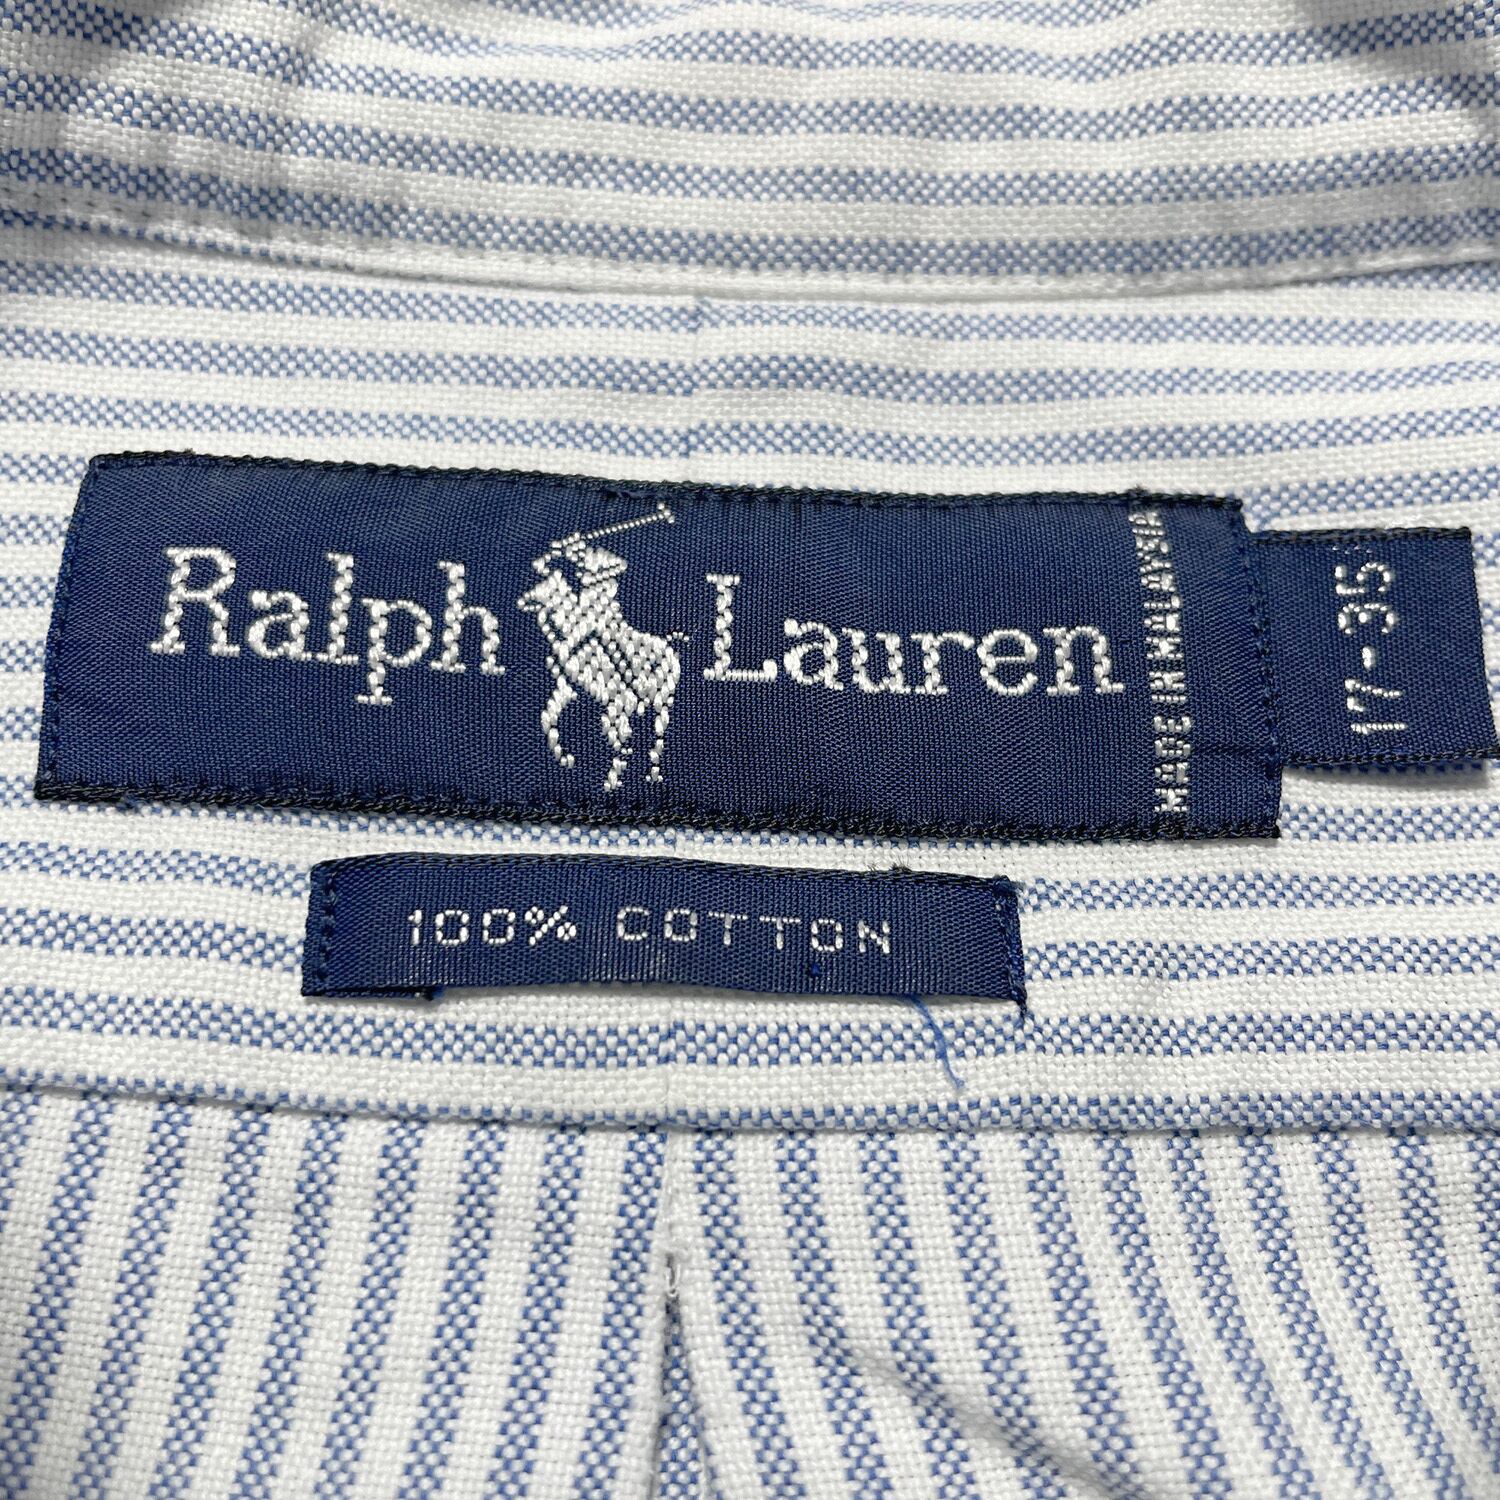 Ralph Lauren
MADE IN MALAYSIA
17-35
100% COTTON